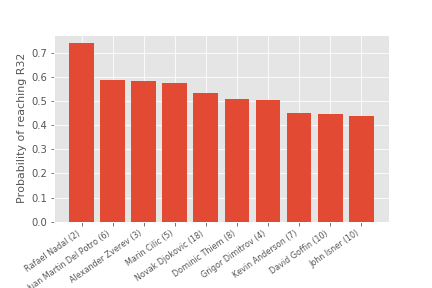 Probability of reaching R32
0.7
0.6
0.5
0.4
0.3
0.2
0.1
0.0
Rafael Nadal (2)
Juan Martin Del Potro (6)
Alexander Zverev (3)
Marin Cilic (5)
Novak Djokovic (18)
Dominic Thiem (8)
Grigor Dimitrov (4)
Kevin Anderson (7)
David Goffin (10)
John Isner (10)